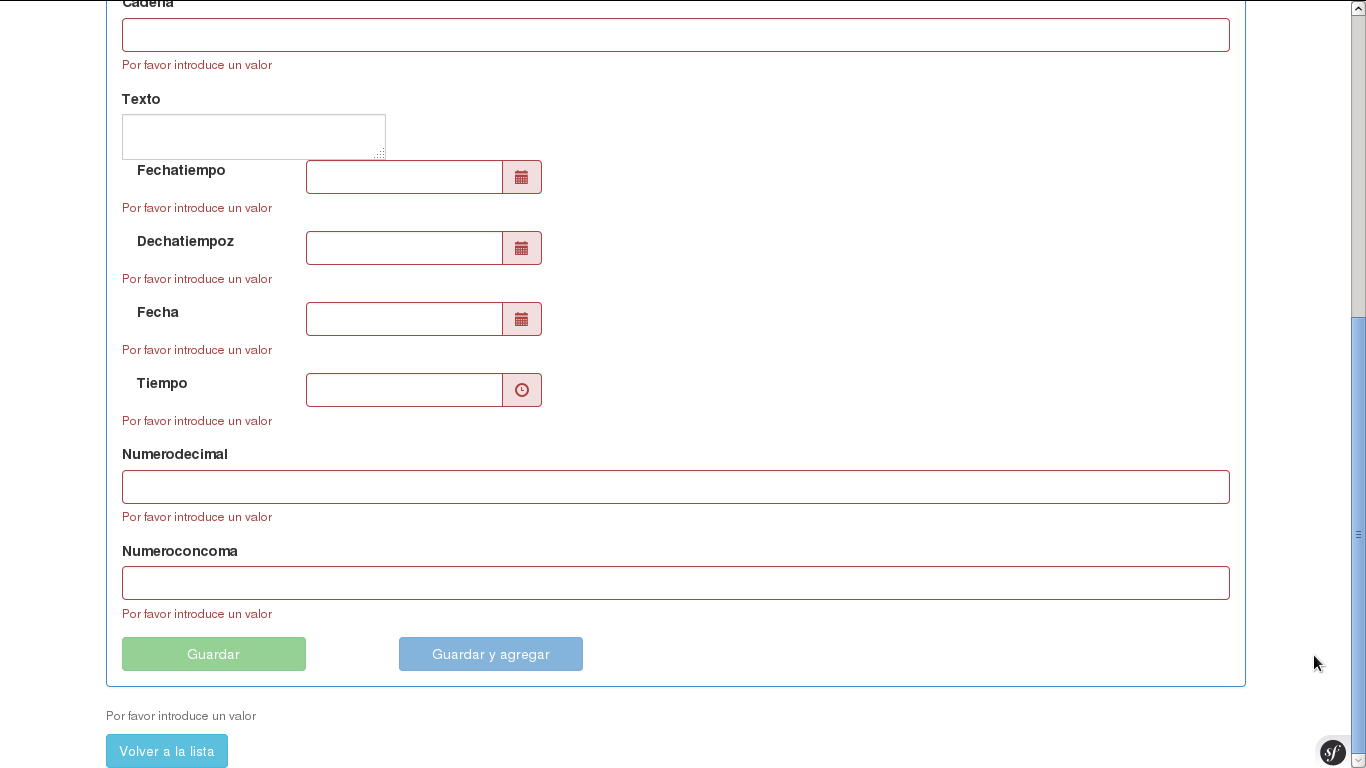 Cadena
Por favor introduce un valor
Texto
Fechatiempo
Por favor introduce un valor
Dechatiempoz
Por favor introduce un valor
Fecha
Por favor introduce un valor
Tiempo
Por favor introduce un valor
Numerodecimal
Por favor introduce un valor
Numeroconcoma
Por favor introduce un valor
Guardar
Guardar y agregar
Por favor introduce un valor
Volver a la lista
sf